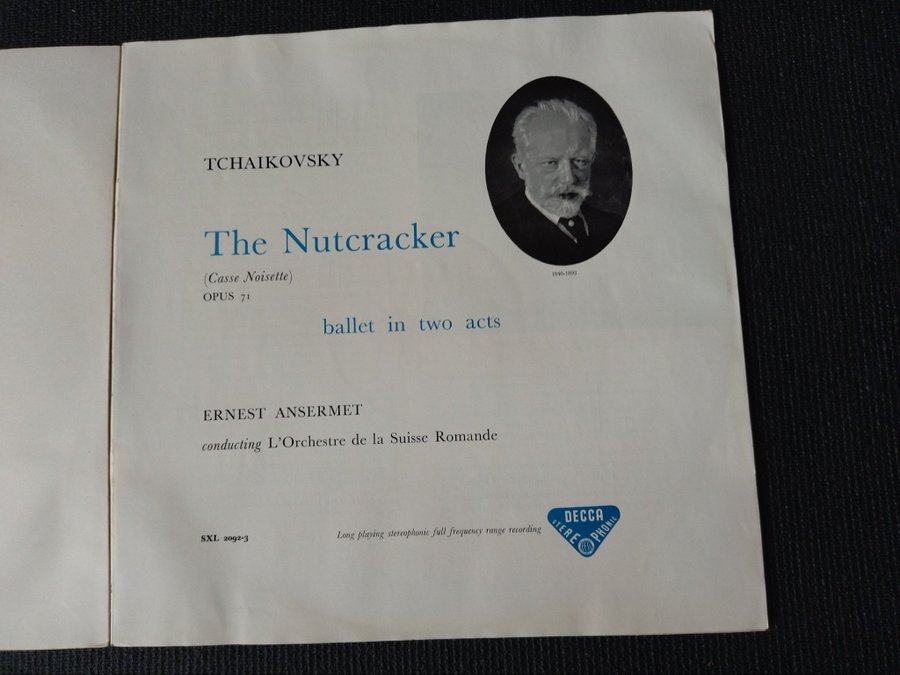 TCHAIKOVSKY
1840-1893
The Nutcracker
(Casse Noisette)
OPUS 71
ballet in two acts
ERNEST ANSERMET
conducting L'Orchestre de la Suisse Romande
SXL 2092-3
Long playing stereophonic full frequency range recording
DECCA
STEREOPHONIC